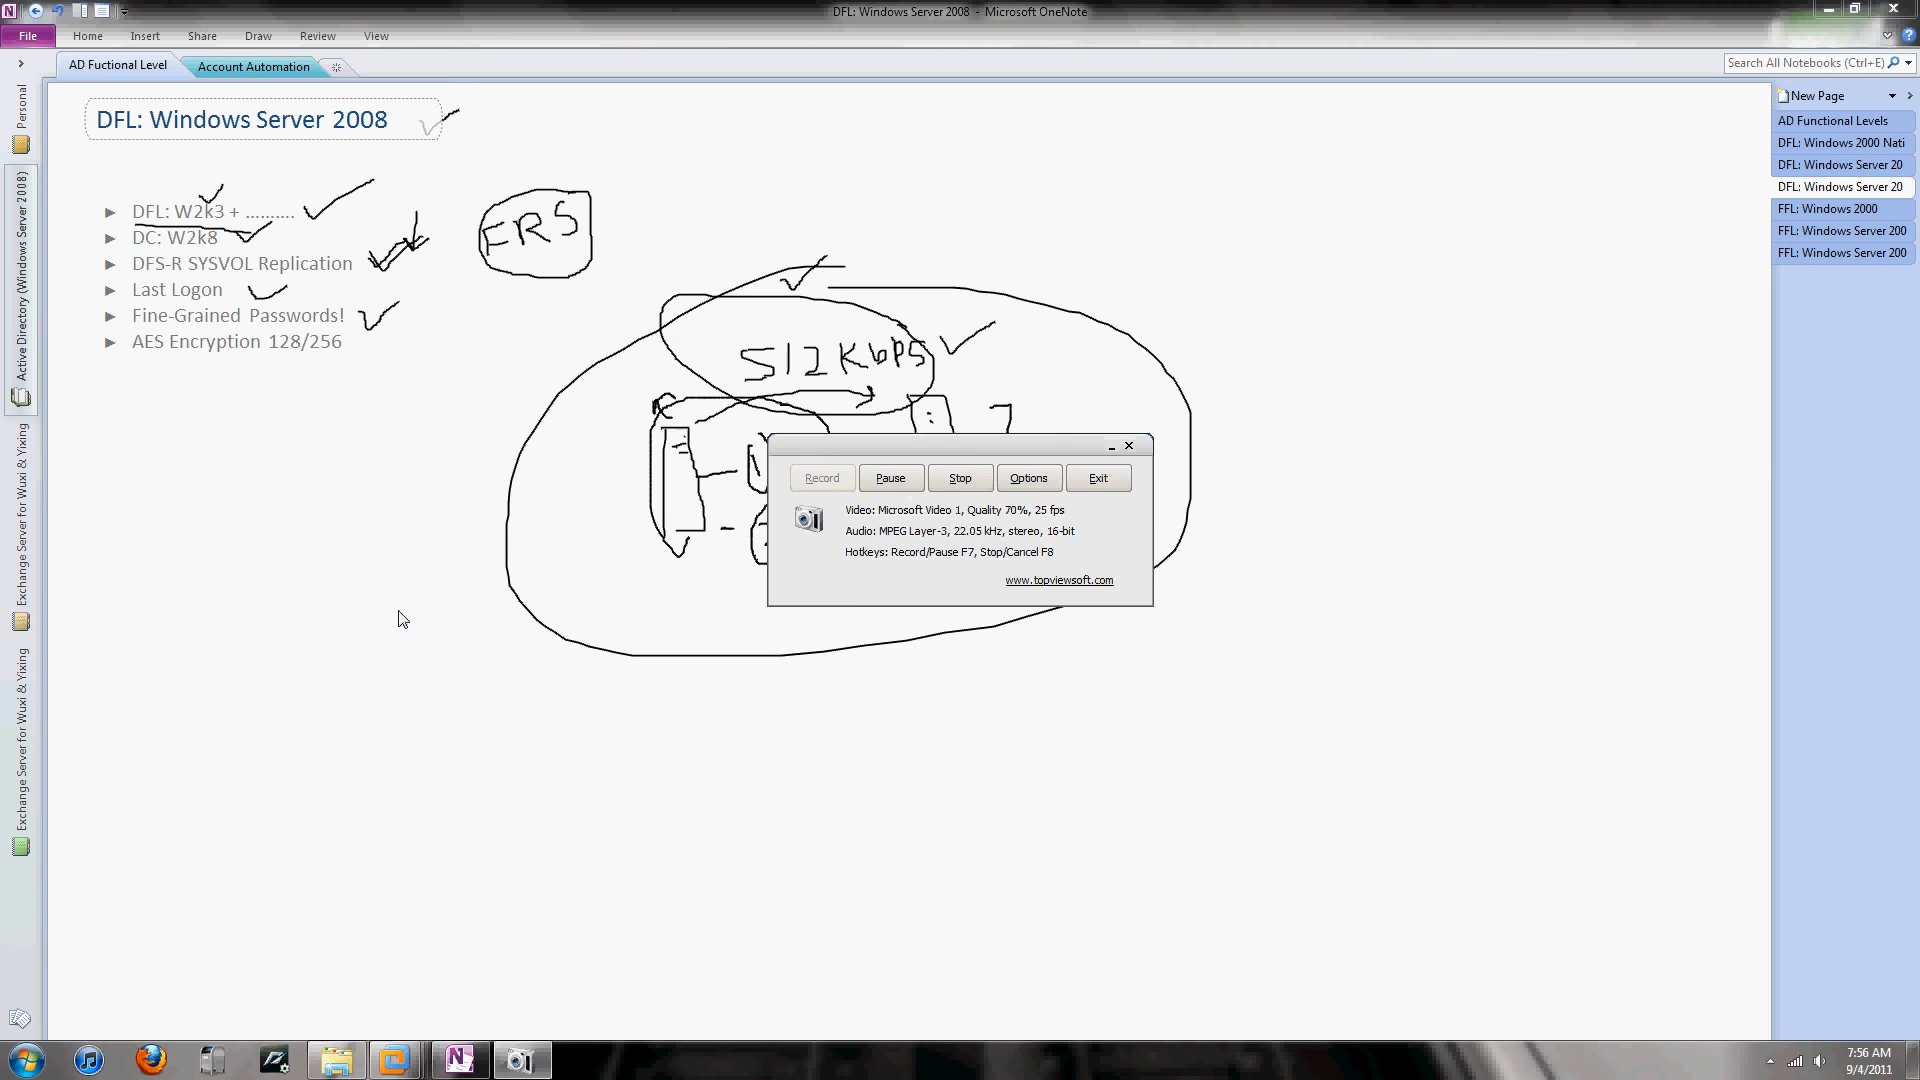 DFL: Windows Server 2008 - Microsoft OneNote
File Home Insert Share Draw Review View
AD Fuctional Level Account Automation
Search All Notebooks (Ctrl+E)
Personal
Active Directory (Windows Server 2008)
Exchange Server for Wuxi & Yixing
Exchange Server for Wuxi & Yixing
DFL: Windows Server 2008
DFL: W2k3 + ..........
DC: W2k8
DFS-R SYSVOL Replication
Last Logon
Fine-Grained Passwords!
AES Encryption 128/256
FRS
512Kbps
Record Pause Stop Options Exit
Video: Microsoft Video 1, Quality 70%, 25 fps
Audio: MPEG Layer-3, 22.05 kHz, stereo, 16-bit
Hotkeys: Record/Pause F7, Stop/Cancel F8
www.topviewsoft.com
New Page
AD Functional Levels
DFL: Windows 2000 Nati
DFL: Windows Server 20
DFL: Windows Server 20
FFL: Windows 2000
FFL: Windows Server 200
FFL: Windows Server 200
7:56 AM
9/4/2011